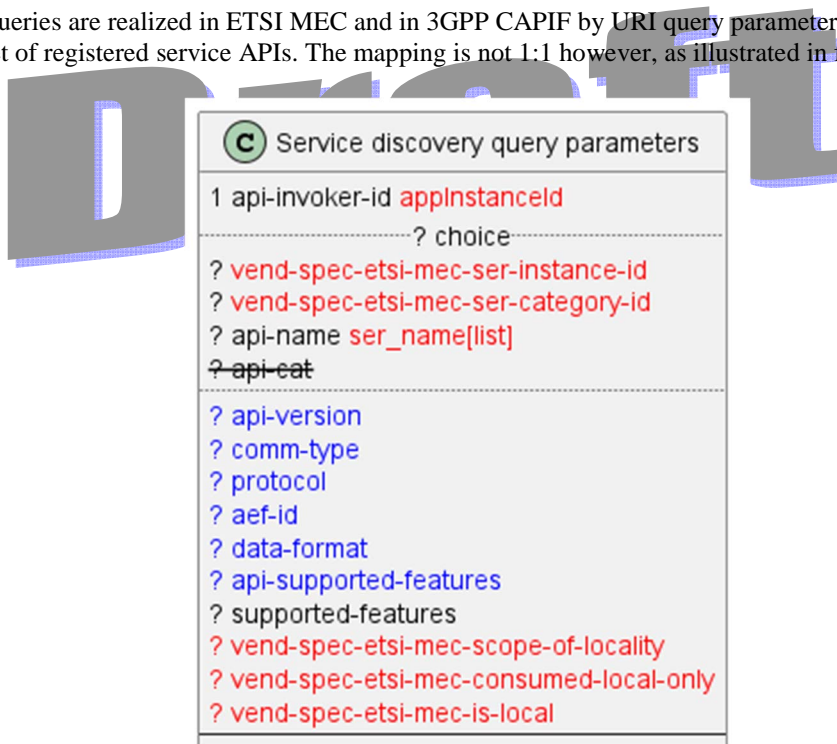 ueries are realized in ETSI MEC and in 3GPP CAPIF by URI query parameter
t of registered service APIs. The mapping is not 1:1 however, as illustrated in
Draft
C Service discovery query parameters
1 api-invoker-id appInstanceId
? choice
? vend-spec-etsi-mec-ser-instance-id
? vend-spec-etsi-mec-ser-category-id
? api-name ser_name[list]
? api-cat
? api-version
? comm-type
? protocol
? aef-id
? data-format
? api-supported-features
? supported-features
? vend-spec-etsi-mec-scope-of-locality
? vend-spec-etsi-mec-consumed-local-only
? vend-spec-etsi-mec-is-local